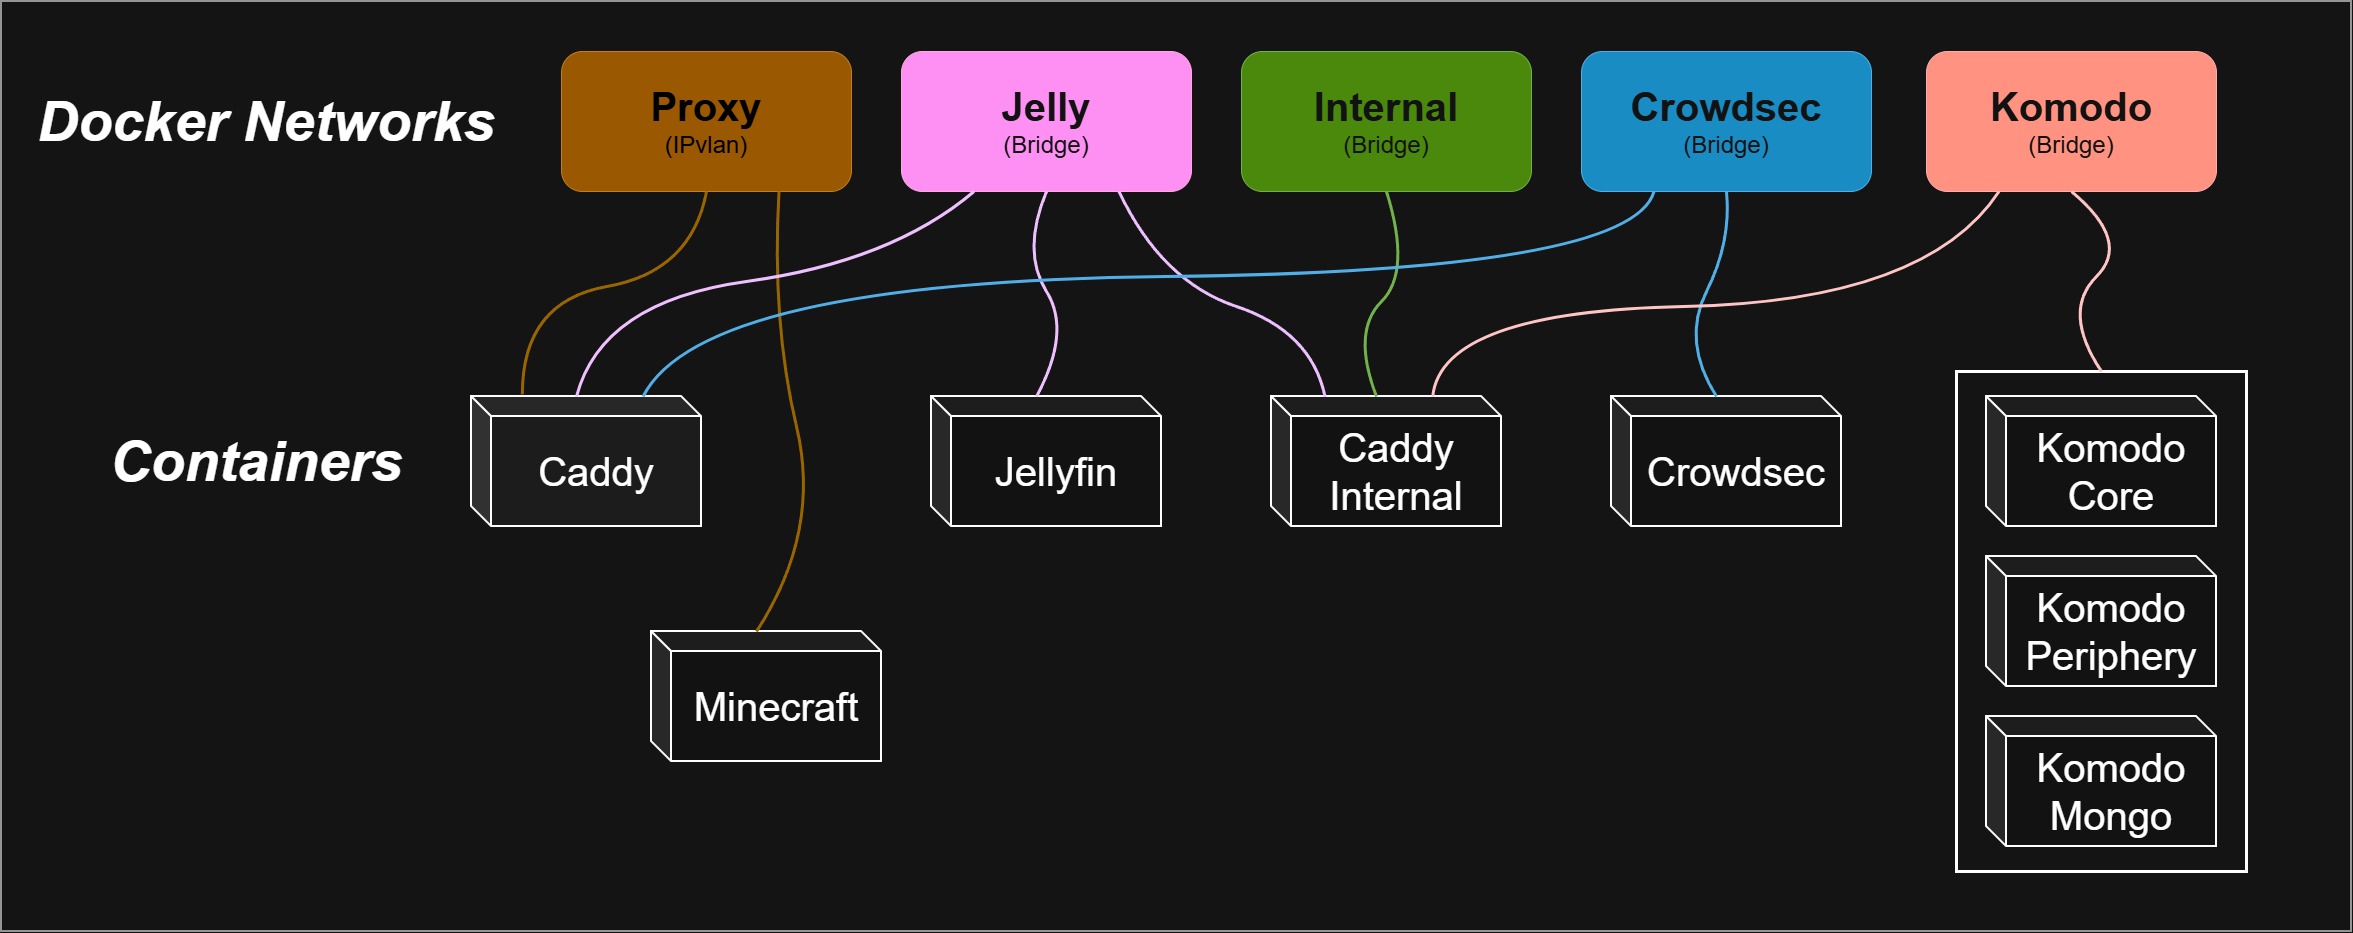 Docker Networks
Proxy
(IPvlan)
Jelly
(Bridge)
Internal
(Bridge)
Crowdsec
(Bridge)
Komodo
(Bridge)
Containers
Caddy
Jellyfin
Caddy
Internal
Crowdsec
Komodo
Core
Komodo
Periphery
Komodo
Mongo
Minecraft